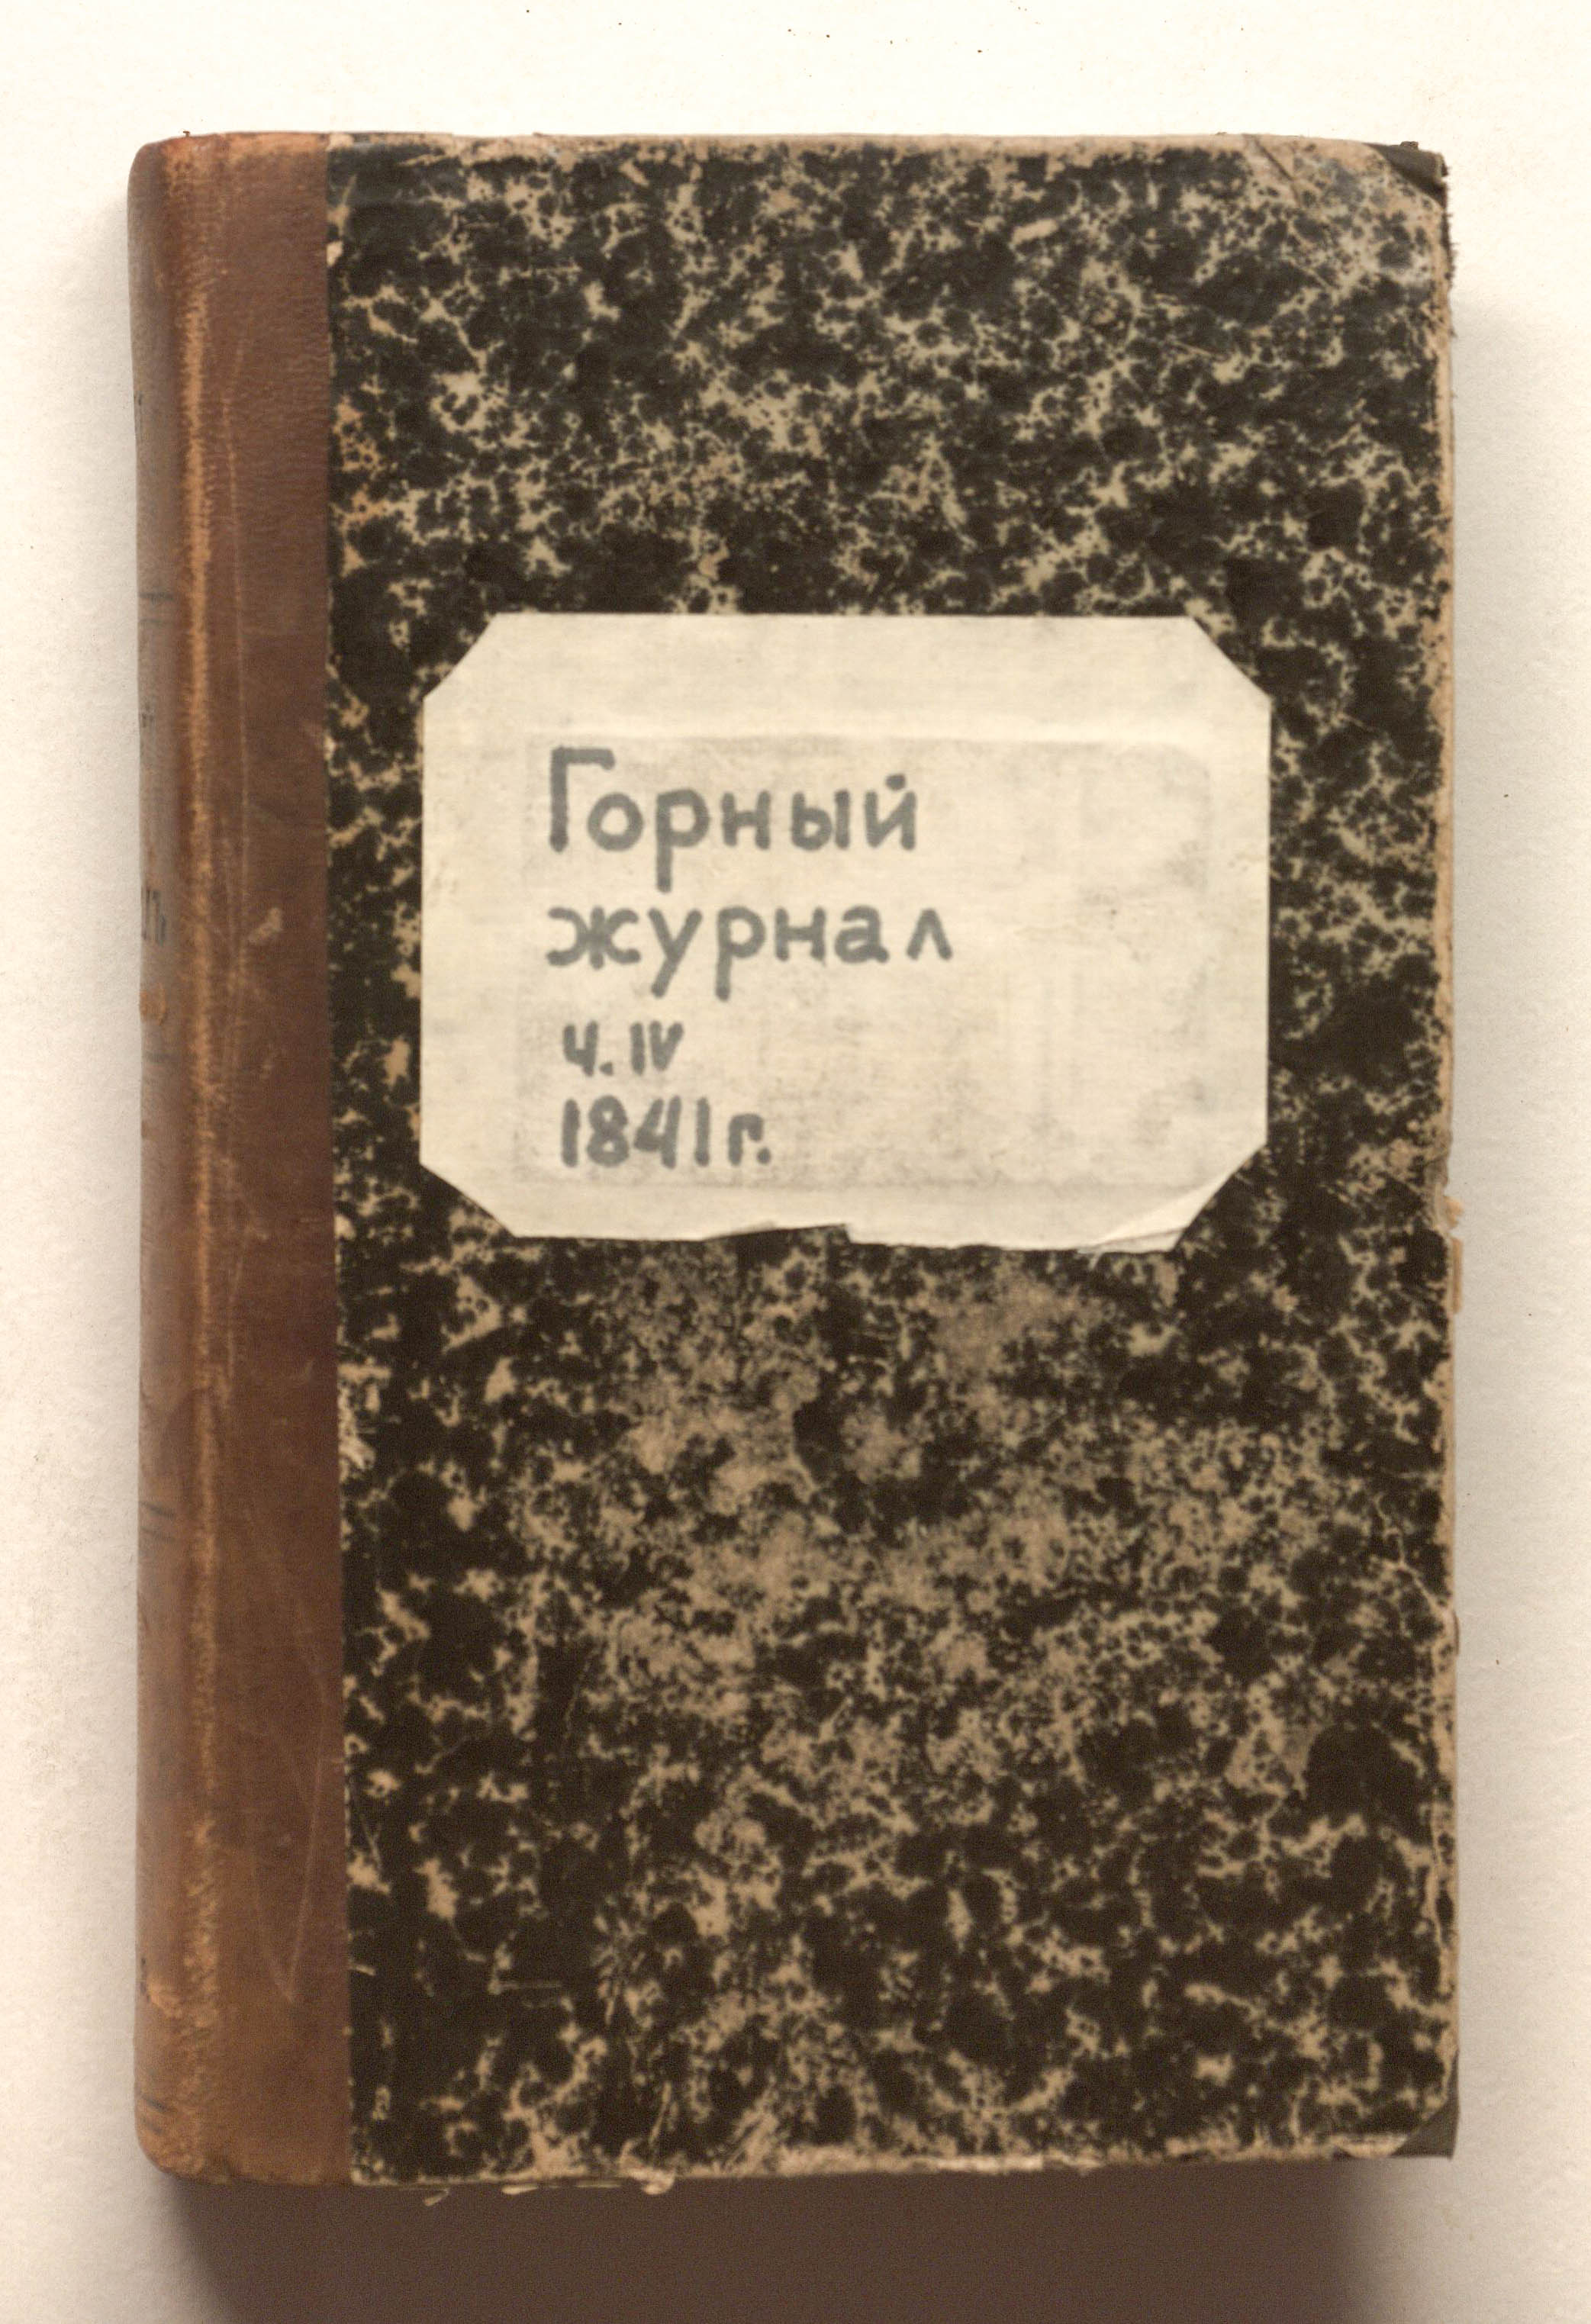 Горный
журнал
ч. IV
1841 г.